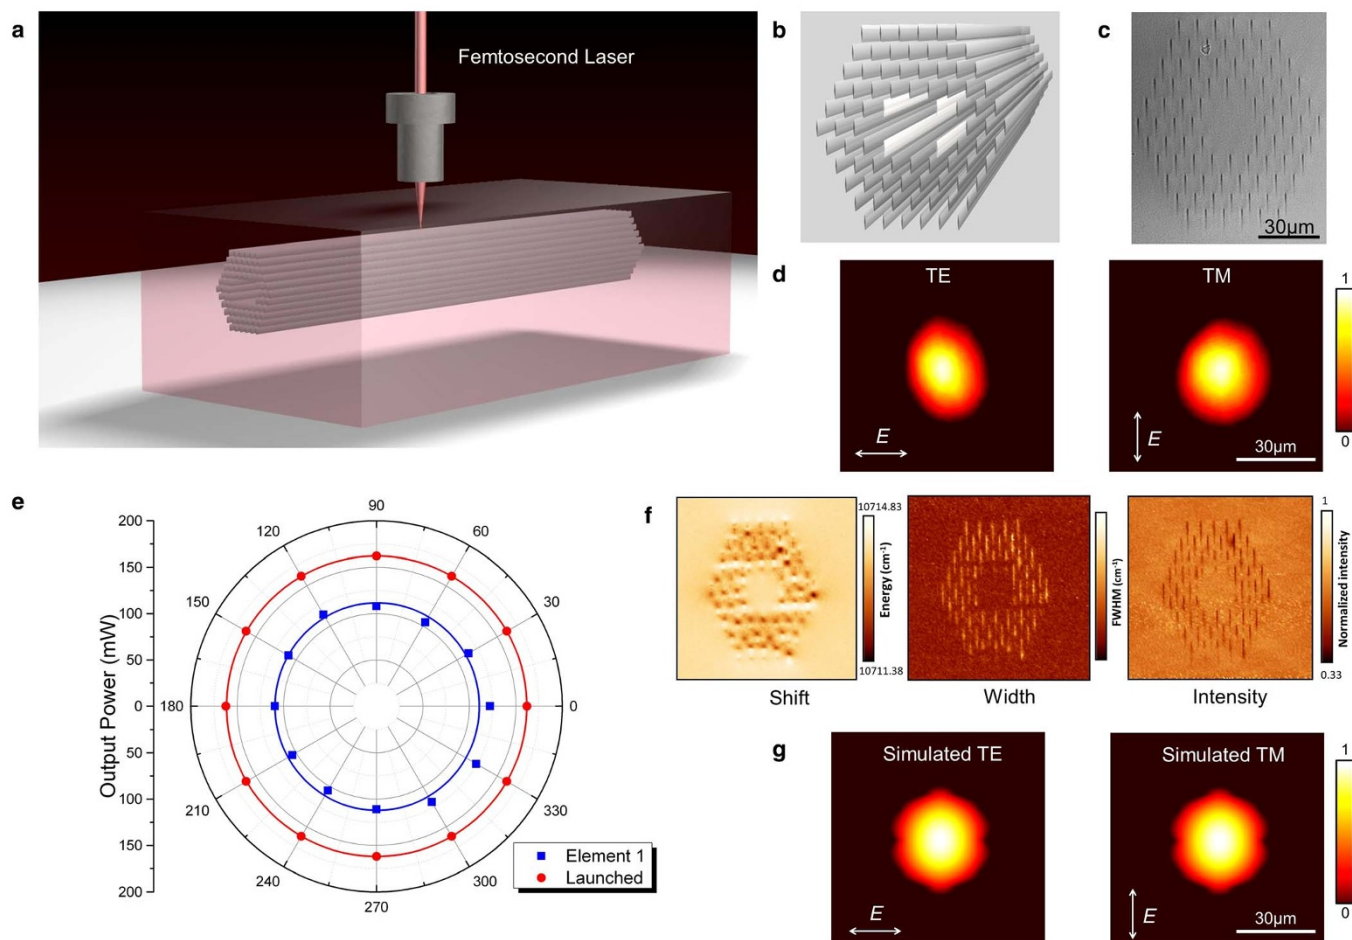 a
Femtosecond Laser
b
c
30μm
d
TE
E
TM
E
30μm
1
0
e
Output Power (mW)
200
150
100
50
0
50
100
150
200
90
60
30
0
330
300
270
240
210
180
150
120
Element 1
Launched
f
Shift
10714.83
Energy (cm⁻¹)
10711.38
Width
FWHM (cm⁻¹)
Intensity
1
Normalized intensity
0.33
g
Simulated TE
E
Simulated TM
E
30μm
1
0